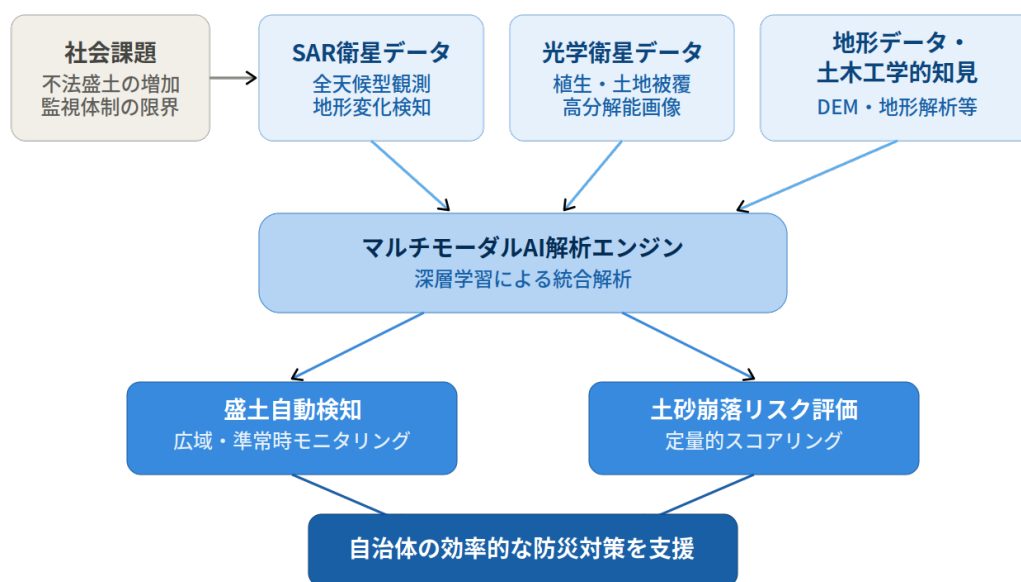 社会課題
不法盛土の増加
監視体制の限界
SAR衛星データ
全天候型観測
地形変化検知
光学衛星データ
植生・土地被覆
高分解能画像
地形データ・
土木工学的知見
DEM・地形解析等
マルチモーダルAI解析エンジン
深層学習による統合解析
盛土自動検知
広域・準常時モニタリング
土砂崩落リスク評価
定量的スコアリング
自治体の効率的な防災対策を支援